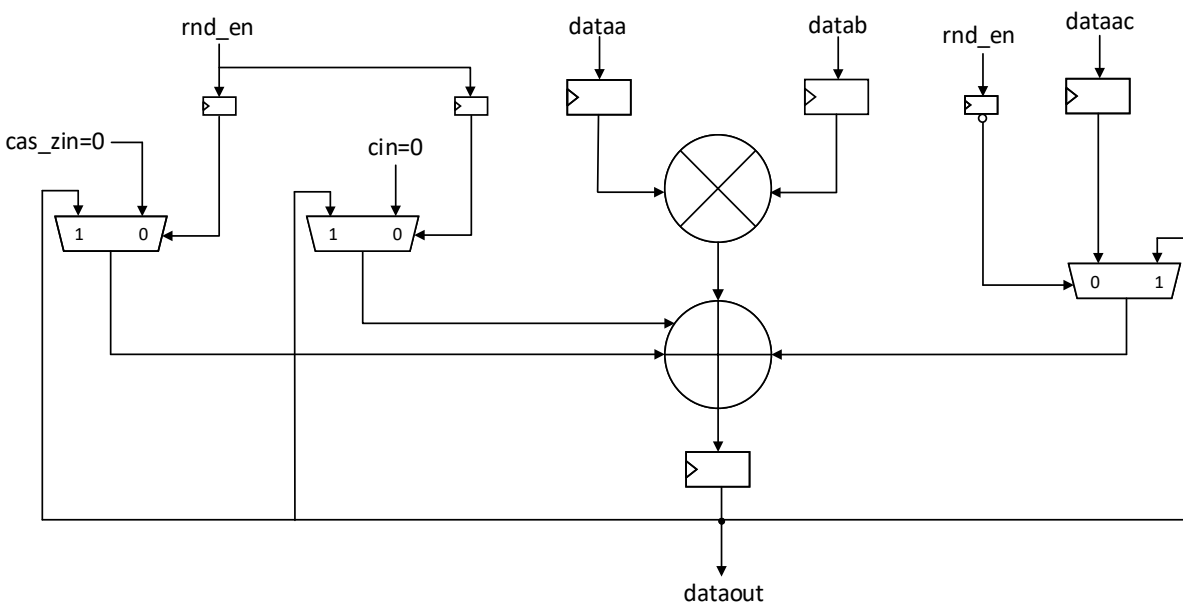 rnd_en
dataa
datab
rnd_en
dataac
cas_zin=0
cin=0
1 0
1 0
0 1
dataout